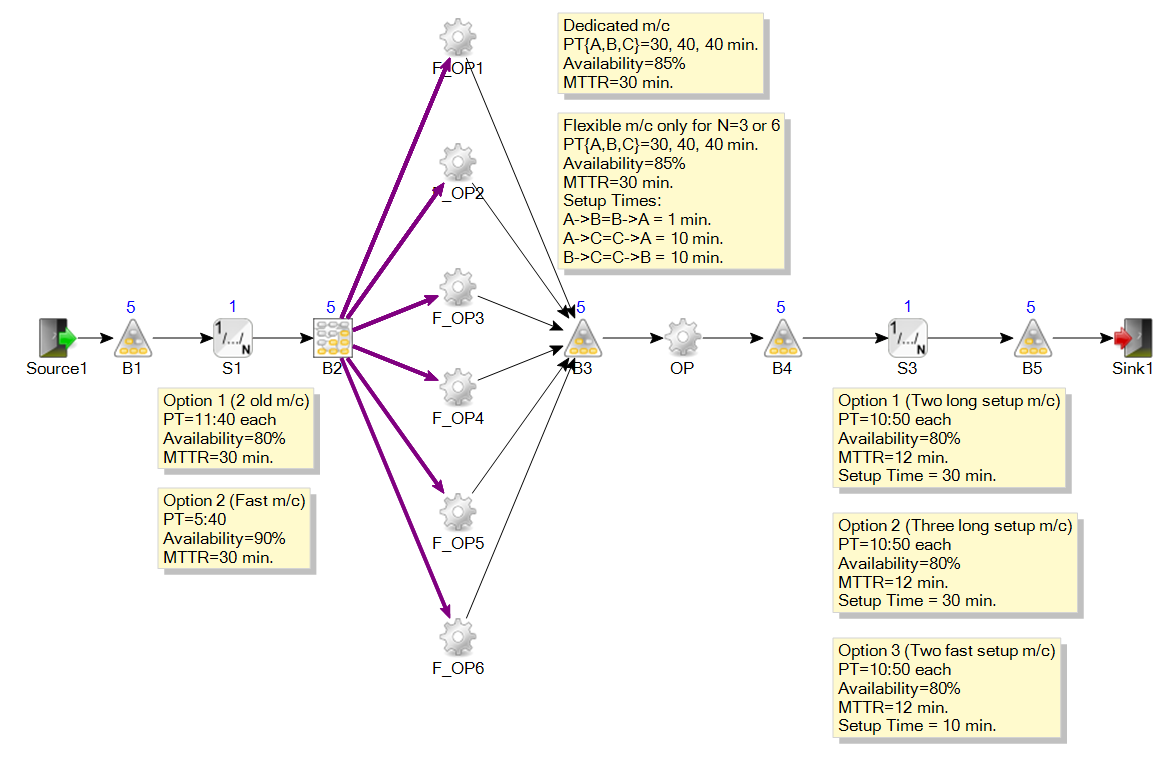 F_OP1
Dedicated m/c
PT{A,B,C}=30, 40, 40 min.
Availability=85%
MTTR=30 min.
F_OP2
Flexible m/c only for N=3 or 6
PT{A,B,C}=30, 40, 40 min.
Availability=85%
MTTR=30 min.
Setup Times:
A->B=B->A = 1 min.
A->C=C->A = 10 min.
B->C=C->B = 10 min.
F_OP3
5
1
5
5
5
1
5
1/.../N
1/.../N
Source1
B1
S1
B2
B3
OP
B4
S3
B5
Sink1
F_OP4
F_OP5
F_OP6
Option 1 (2 old m/c)
PT=11:40 each
Availability=80%
MTTR=30 min.
Option 2 (Fast m/c)
PT=5:40
Availability=90%
MTTR=30 min.
Option 1 (Two long setup m/c)
PT=10:50 each
Availability=80%
MTTR=12 min.
Setup Time = 30 min.
Option 2 (Three long setup m/c)
PT=10:50 each
Availability=80%
MTTR=12 min.
Setup Time = 30 min.
Option 3 (Two fast setup m/c)
PT=10:50 each
Availability=80%
MTTR=12 min.
Setup Time = 10 min.